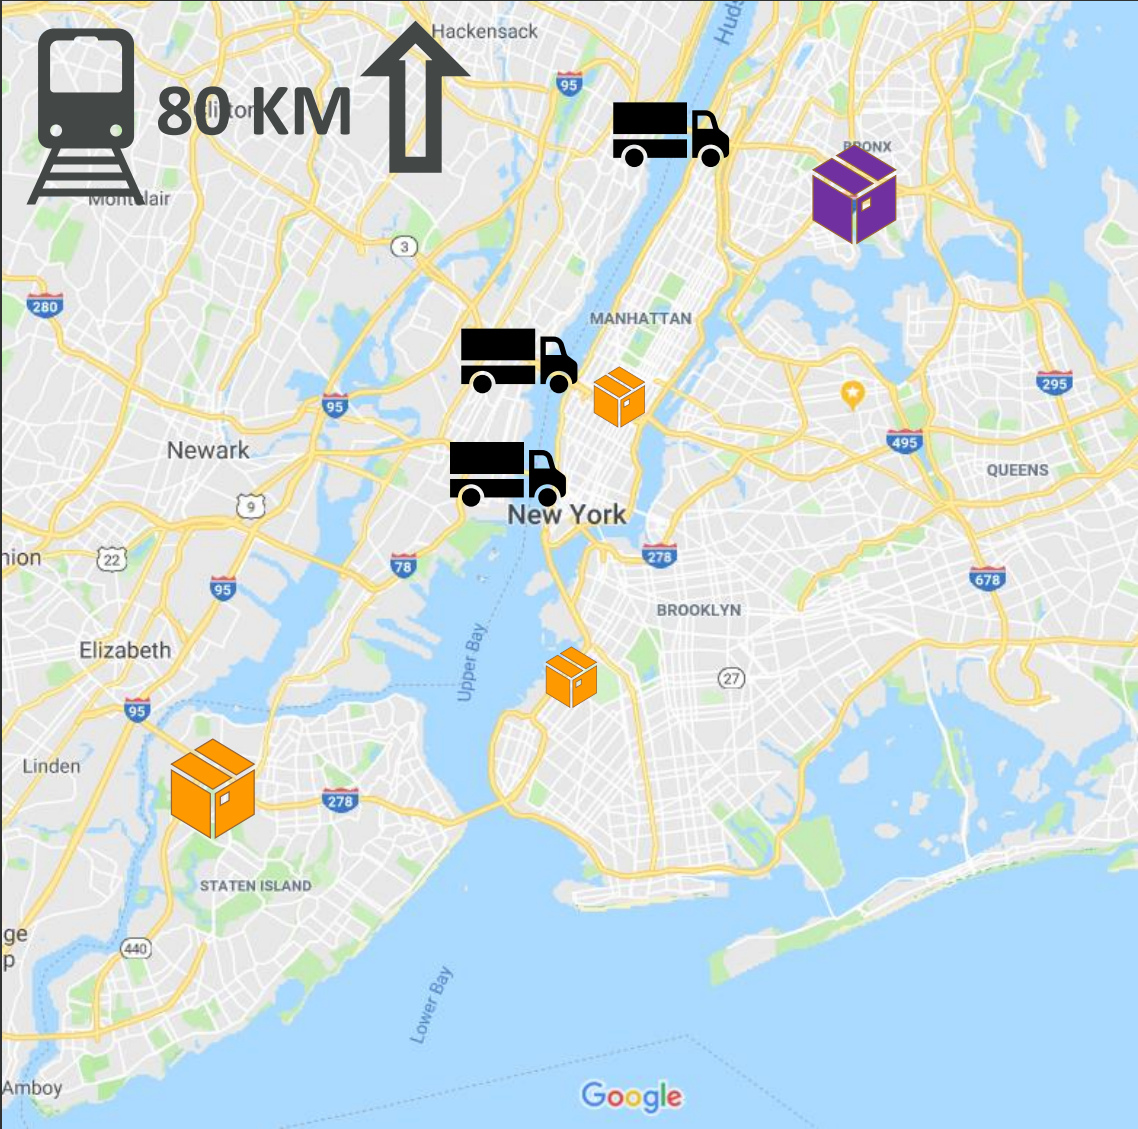 Hackensack
Huds
95
80 KM
BRONX
3
280
MANHATTAN
95
295
Newark
495
QUEENS
9
New York
nion
22
78
278
95
678
BROOKLYN
Elizabeth
Upper Bay
27
95
Linden
278
STATEN ISLAND
ge
p
440
Lower Bay
Amboy
Google